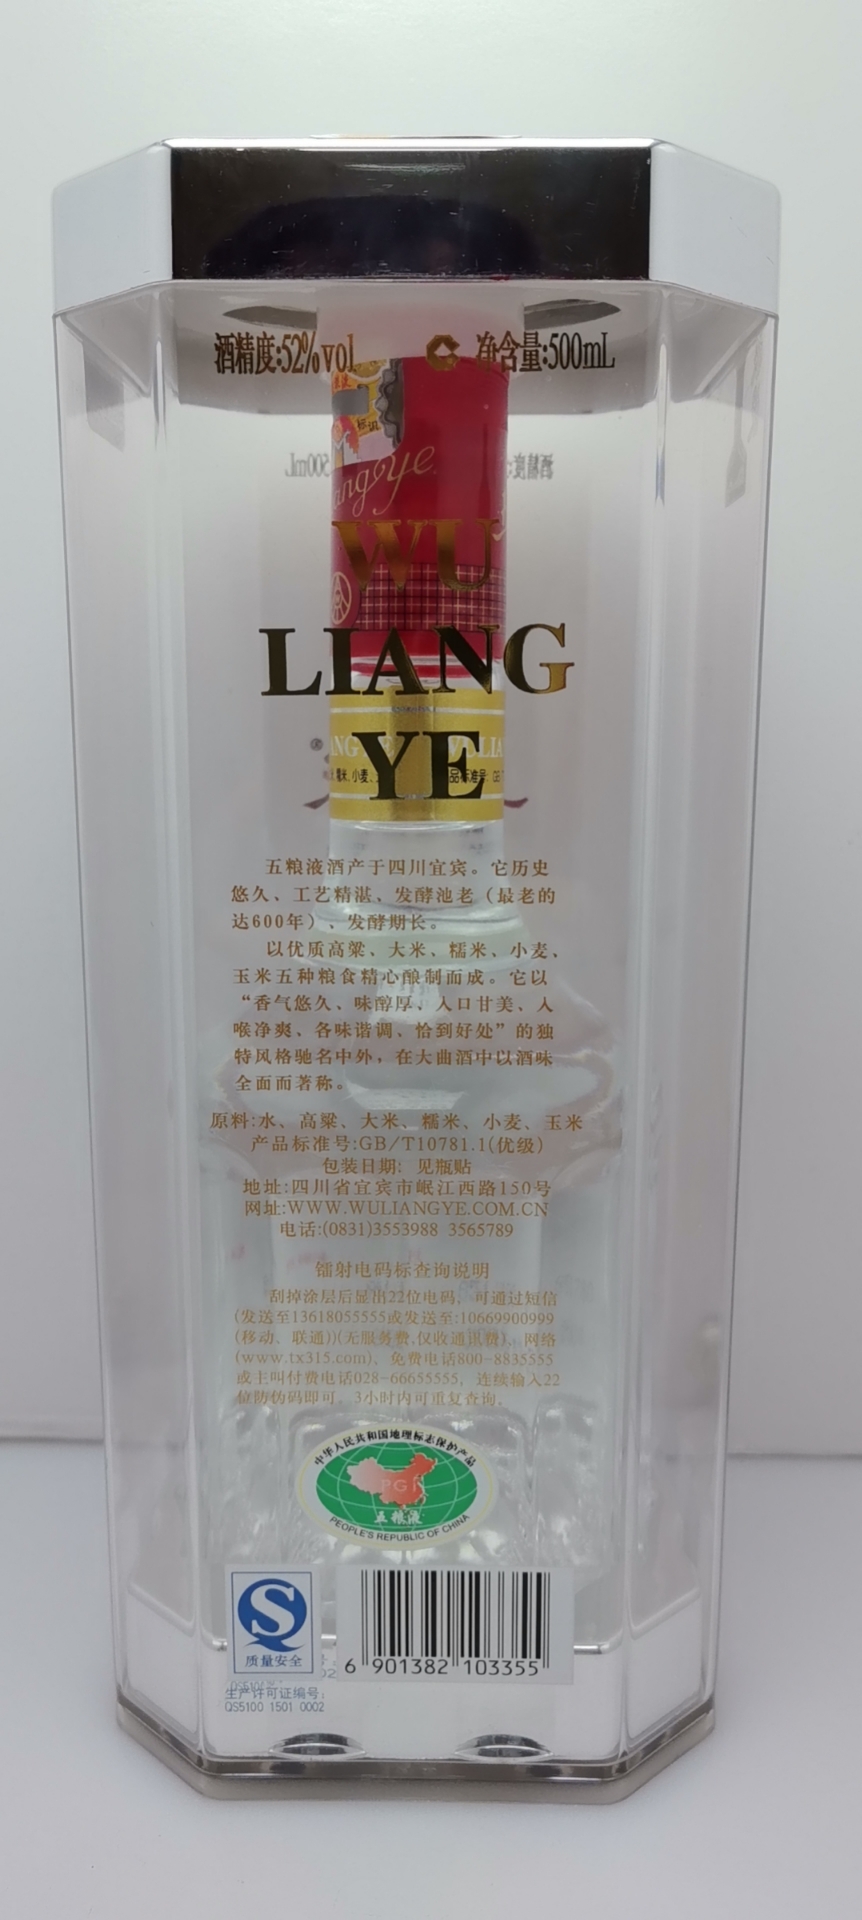 酒精度:52%vol
净含量:500mL
标识
ang ye
WU
LIANG
YE
糯米、小麦、
品标准号: GB
五粮液酒产于四川宜宾。它历史
悠久、工艺精湛、发酵池老（最老的
达600年）、发酵期长。
以优质高粱、大米、糯米、小麦、
玉米五种粮食精心酿制而成。它以
“香气悠久、味醇厚、入口甘美、入
喉净爽、各味谐调、恰到好处”的独
特风格驰名中外，在大曲酒中以酒味
全面而著称。
原料:水、高粱、大米、糯米、小麦、玉米
产品标准号:GB/T10781.1(优级)
包装日期: 见瓶贴
地址:四川省宜宾市岷江西路150号
网址:WWW.WULIANGYE.COM.CN
电话:(0831)3553988 3565789
镭射电码标查询说明
刮掉涂层后显出22位电码，可通过短信
(发送至13618055555或发送至:10669900999
(移动、联通))(无服务费,仅收通讯费)、网络
(www.tx315.com)、免费电话800-8835555
或主叫付费电话028-66655555，连续输入22
位防伪码即可。3小时内可重复查询。
中华人民共和国地理标志保护产品
PGI
五粮液
PEOPLE'S REPUBLIC OF CHINA
质量安全
6 901382 103355
生产许可证编号:
QS5100 1501 0002